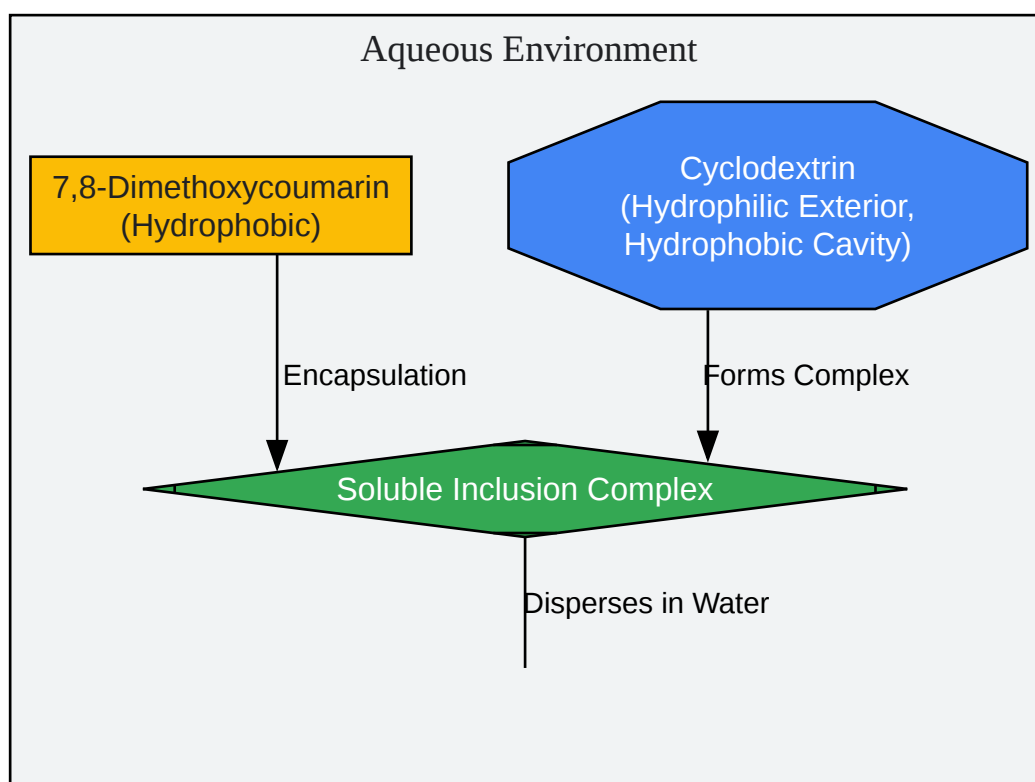 Aqueous Environment
7,8-Dimethoxycoumarin
(Hydrophobic)
Cyclodextrin
(Hydrophilic Exterior,
Hydrophobic Cavity)
Encapsulation
Forms Complex
Soluble Inclusion Complex
Disperses in Water